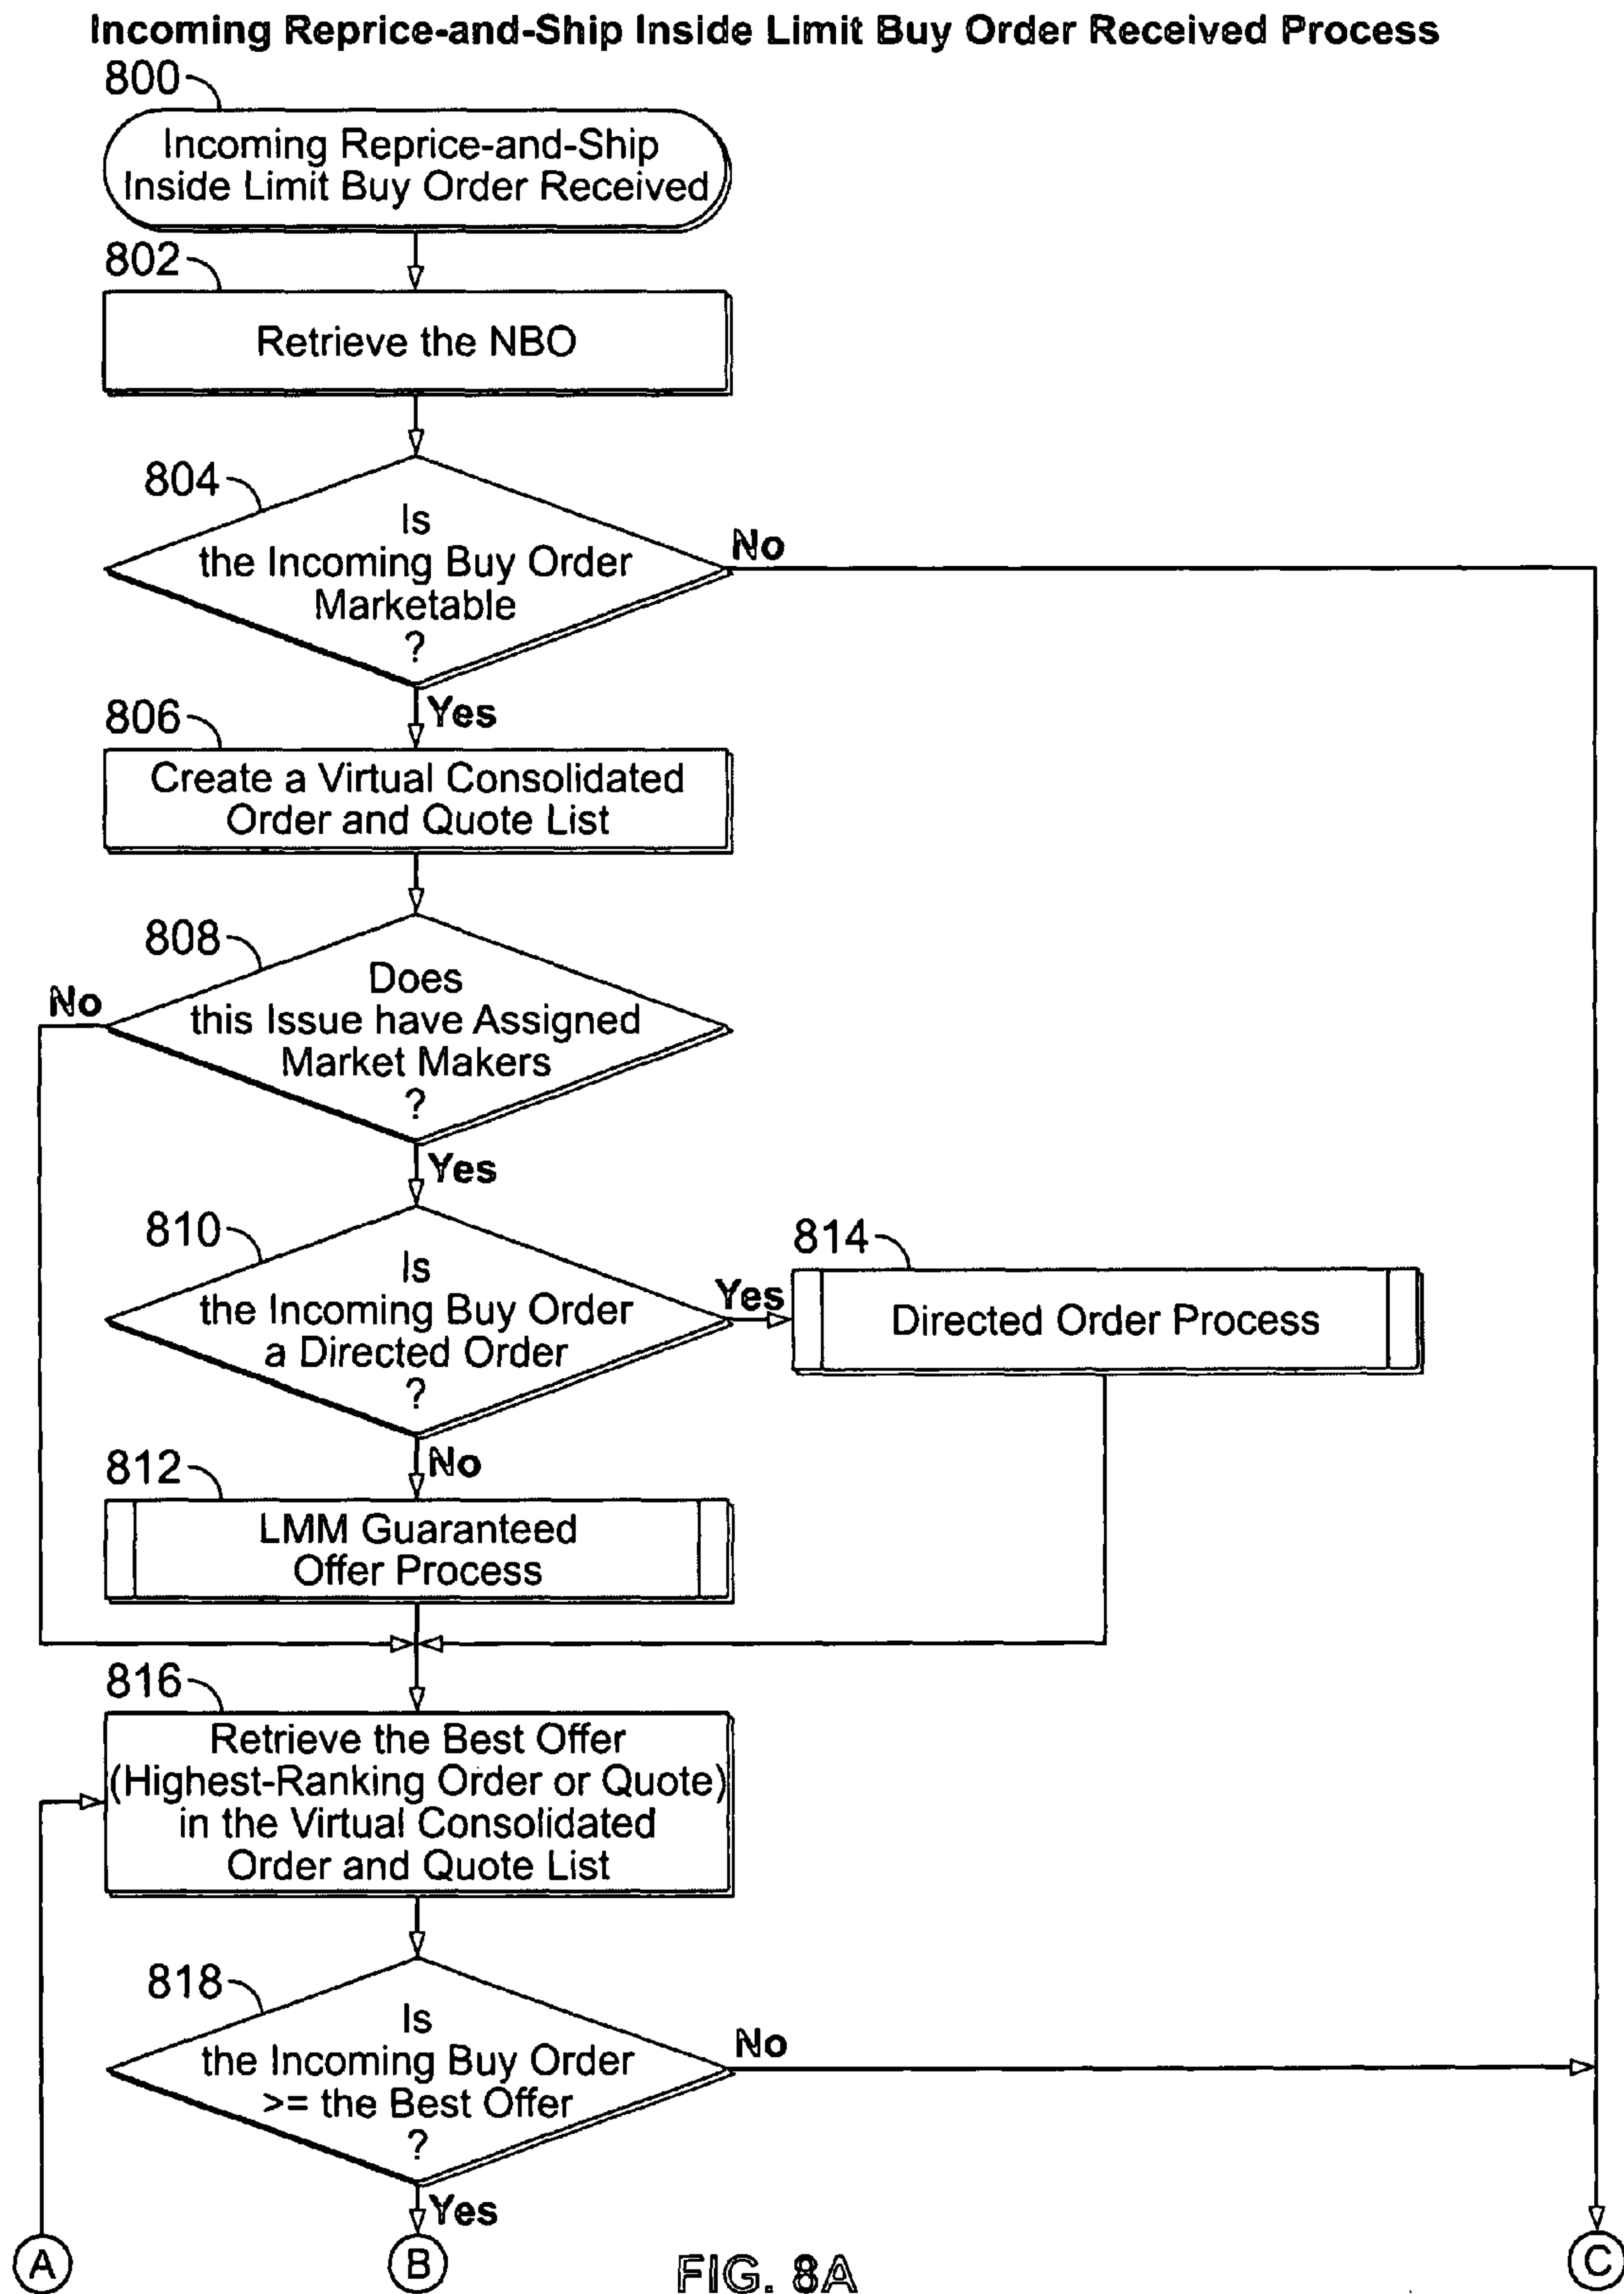 Incoming Reprice-and-Ship Inside Limit Buy Order Received Process
800
Incoming Reprice-and-Ship
Inside Limit Buy Order Received
802
Retrieve the NBO
804
Is
the Incoming Buy Order
Marketable
?
No
Yes
806
Create a Virtual Consolidated
Order and Quote List
808
Does
this Issue have Assigned
Market Makers
?
No
Yes
810
Is
the Incoming Buy Order
a Directed Order
?
Yes
814
Directed Order Process
No
812
LMM Guaranteed
Offer Process
816
Retrieve the Best Offer
(Highest-Ranking Order or Quote)
in the Virtual Consolidated
Order and Quote List
818
Is
the Incoming Buy Order
>= the Best Offer
?
No
Yes
A
B
C
FIG. 8A